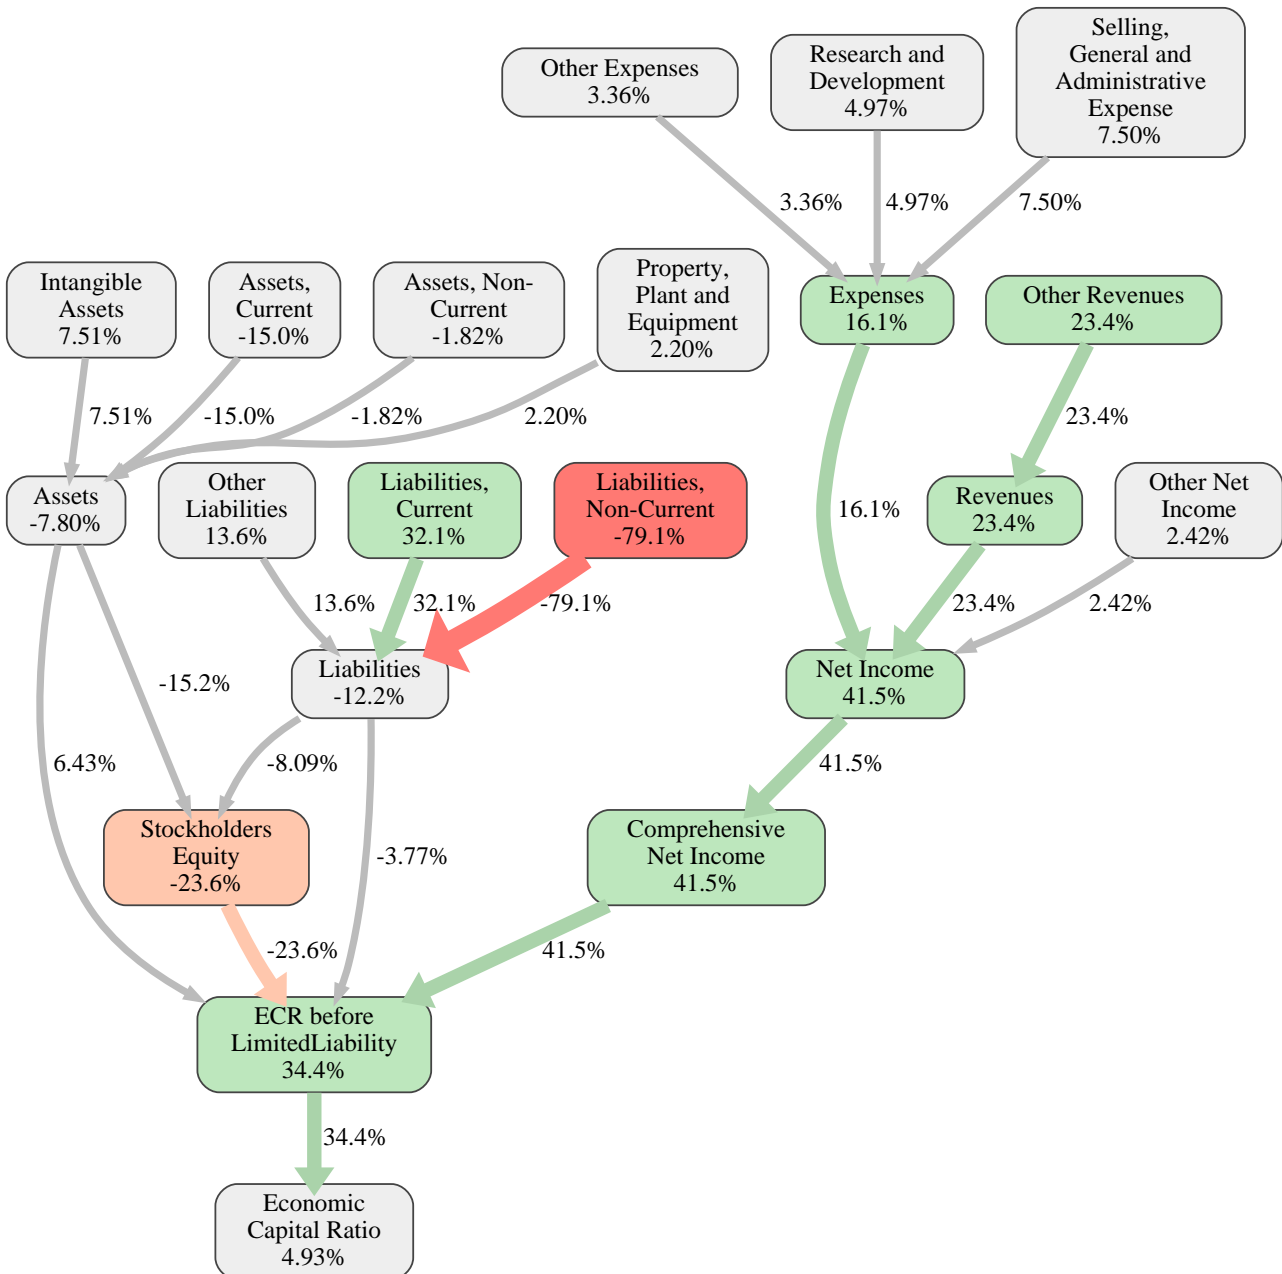 Other Expenses
3.36%
Research and
Development
4.97%
Selling,
General and
Administrative
Expense
7.50%
3.36%
4.97%
7.50%
Intangible
Assets
7.51%
Assets,
Current
-15.0%
Assets, Non-
Current
-1.82%
Property,
Plant and
Equipment
2.20%
Expenses
16.1%
Other Revenues
23.4%
7.51%
-15.0%
-1.82%
2.20%
23.4%
Assets
-7.80%
Other
Liabilities
13.6%
Liabilities,
Current
32.1%
Liabilities,
Non-Current
-79.1%
16.1%
Revenues
23.4%
Other Net
Income
2.42%
13.6%
32.1%
-79.1%
23.4%
2.42%
Liabilities
-12.2%
Net Income
41.5%
-15.2%
6.43%
-8.09%
41.5%
Stockholders
Equity
-23.6%
-3.77%
Comprehensive
Net Income
41.5%
-23.6%
41.5%
ECR before
LimitedLiability
34.4%
34.4%
Economic
Capital Ratio
4.93%